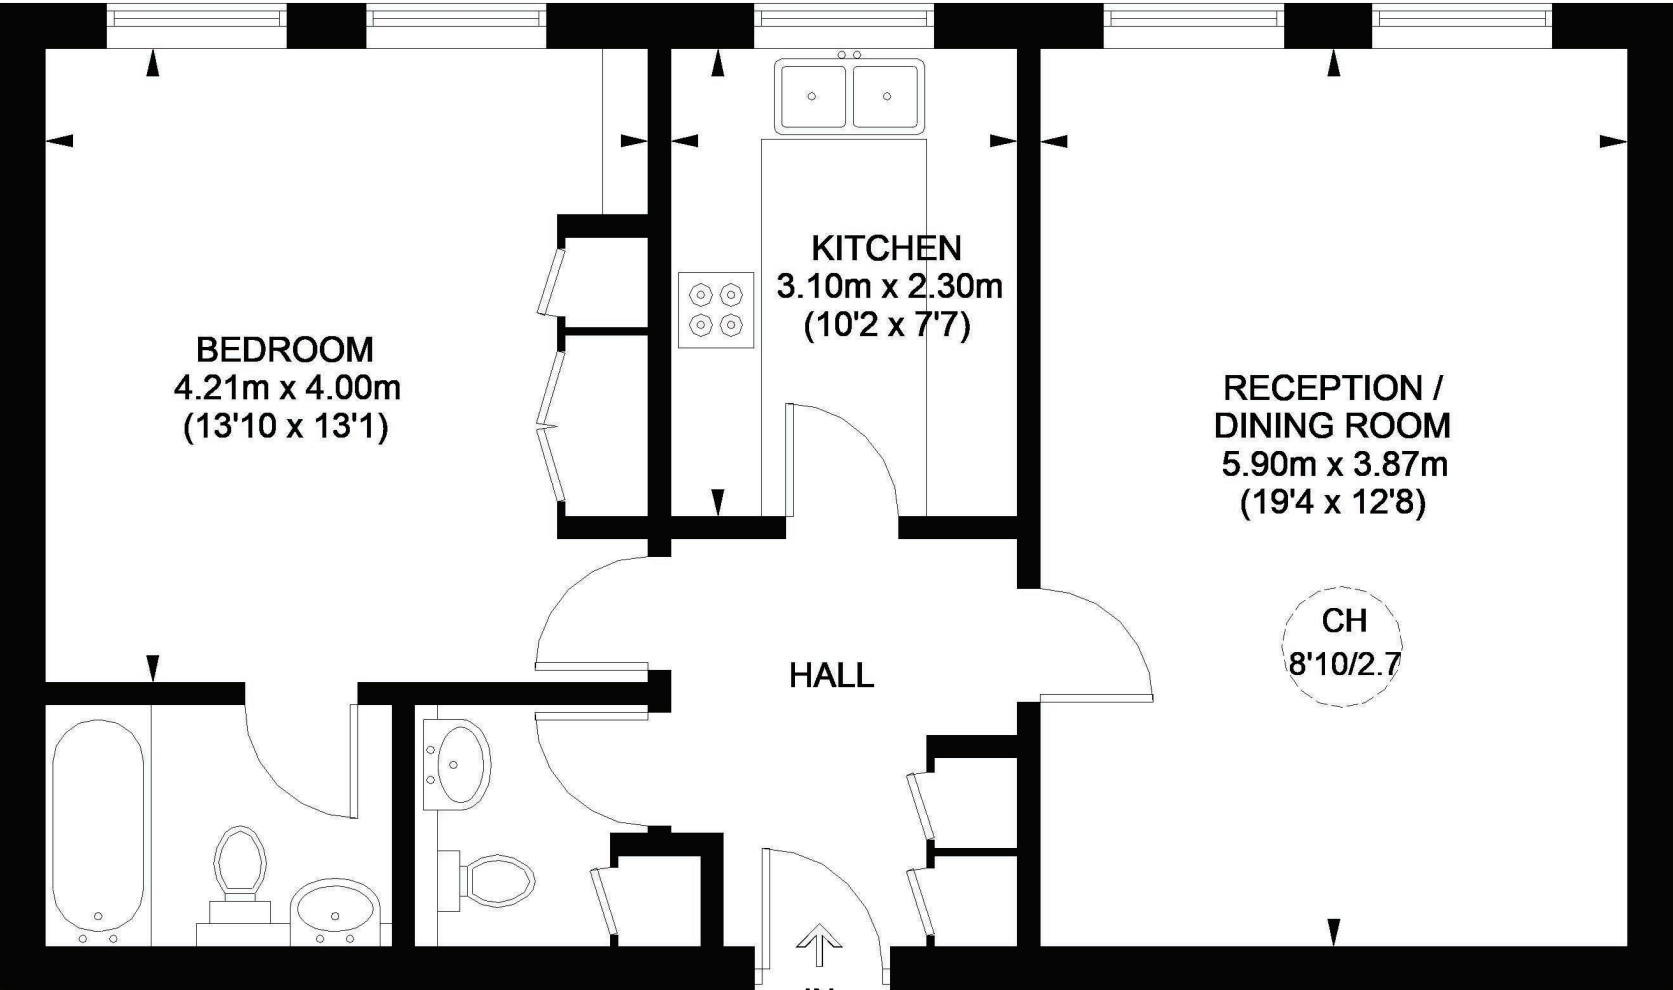 KITCHEN
3.10m x 2.30m
(10'2 x 7'7)
BEDROOM
4.21m x 4.00m
(13'10 x 13'1)
RECEPTION /
DINING ROOM
5.90m x 3.87m
(19'4 x 12'8)
CH
8'10/2.7
HALL